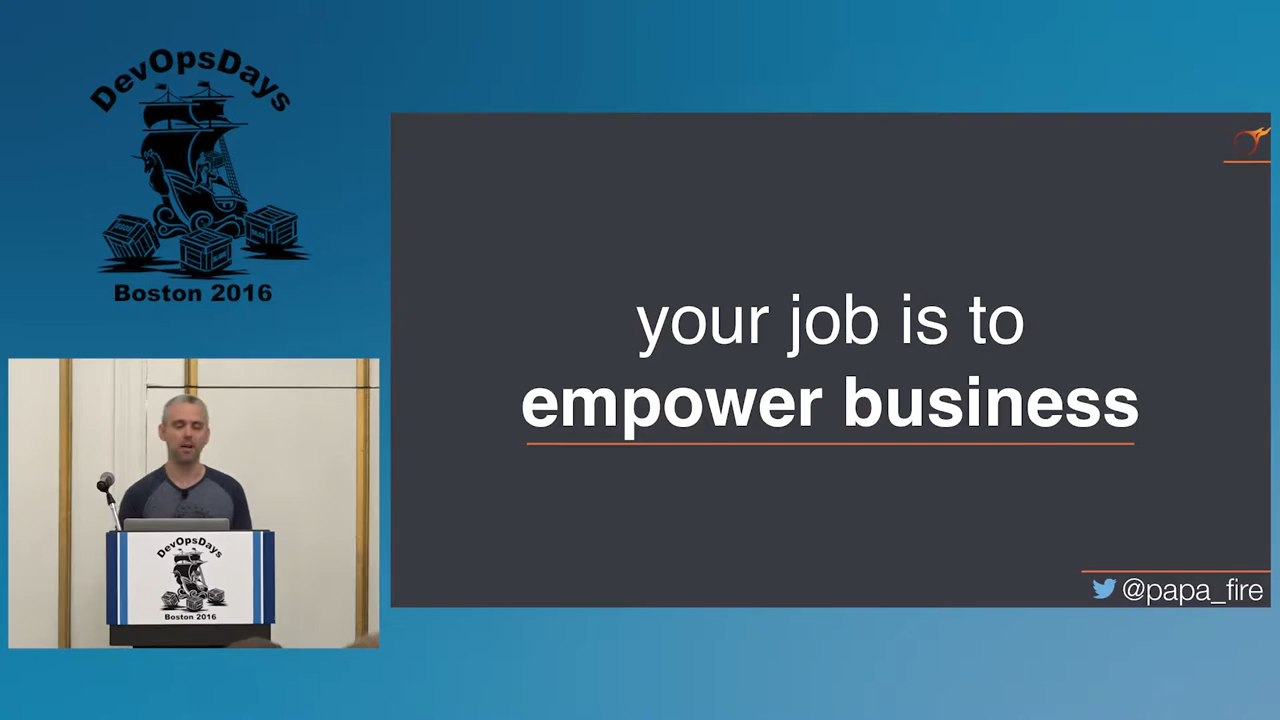 DevOpsDays
Boston 2016
your job is to
empower business
@papa_fire
DevOpsDays
Boston 2016